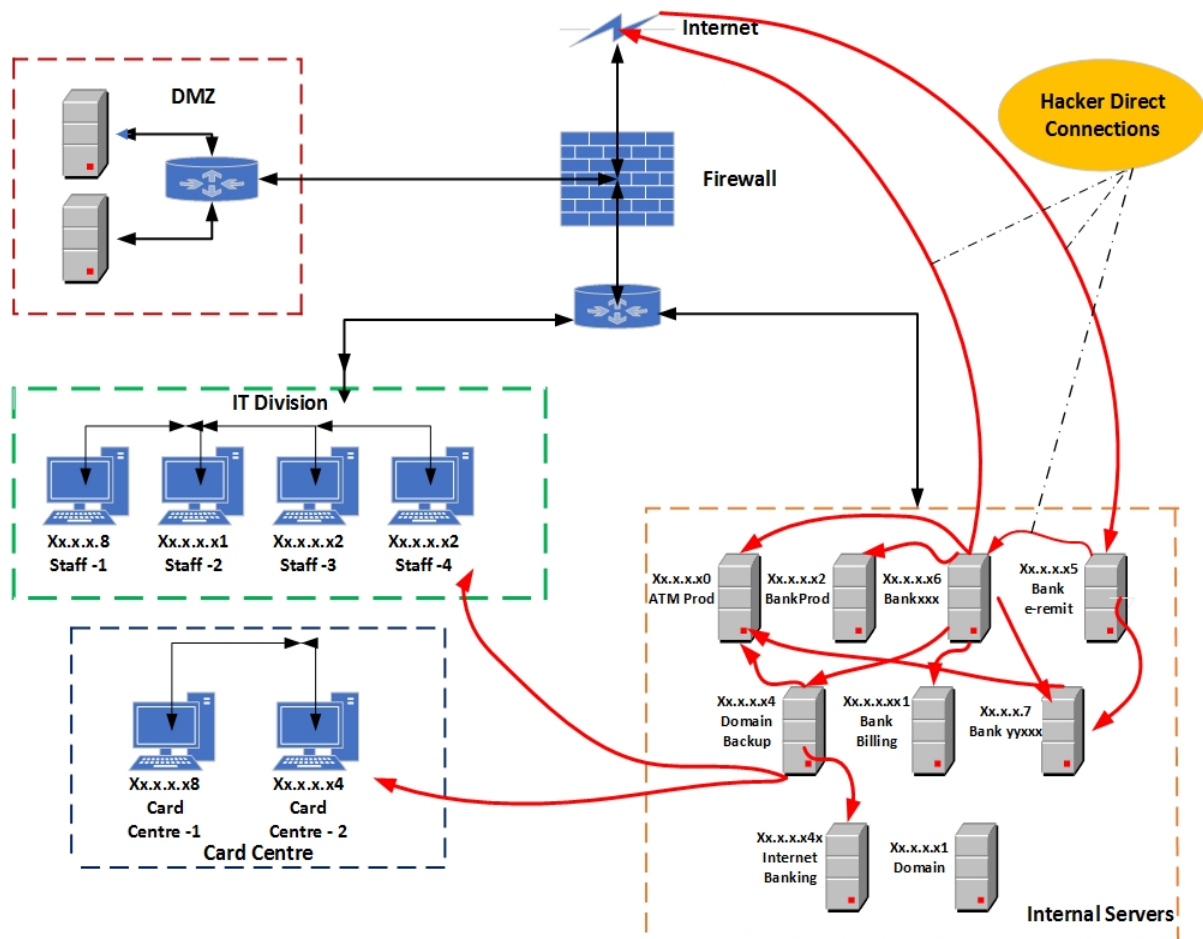 Internet
DMZ
Hacker Direct
Connections
Firewall
IT Division
Xx.x.x.8
Staff -1
Xx.x.x.x1
Staff -2
Xx.x.x.x2
Staff -3
Xx.x.x.x2
Staff -4
Xx.x.x.x0
ATM Prod
Xx.x.x.x2
BankProd
Xx.x.x.x6
Bankxxx
Xx.x.x.x5
Bank
e-remit
Xx.x.x.x4
Domain
Backup
Xx.x.x.xx1
Bank
Billing
Xx.x.x.7
Bank yyxxx
Xx.x.x.x8
Card
Centre -1
Xx.x.x.x4
Card
Centre - 2
Card Centre
Xx.x.x.x4x
Internet
Banking
Xx.x.x.x1
Domain
Internal Servers